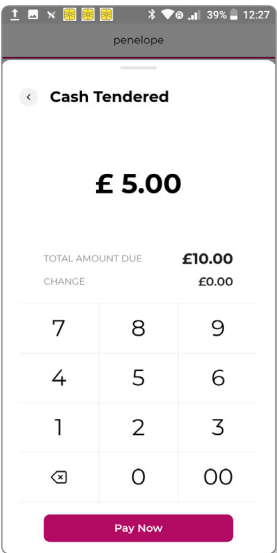 39% 12:27
penelope
Cash Tendered
£ 5.00
TOTAL AMOUNT DUE £10.00
CHANGE £0.00
7 8 9
4 5 6
1 2 3
0 00
Pay Now